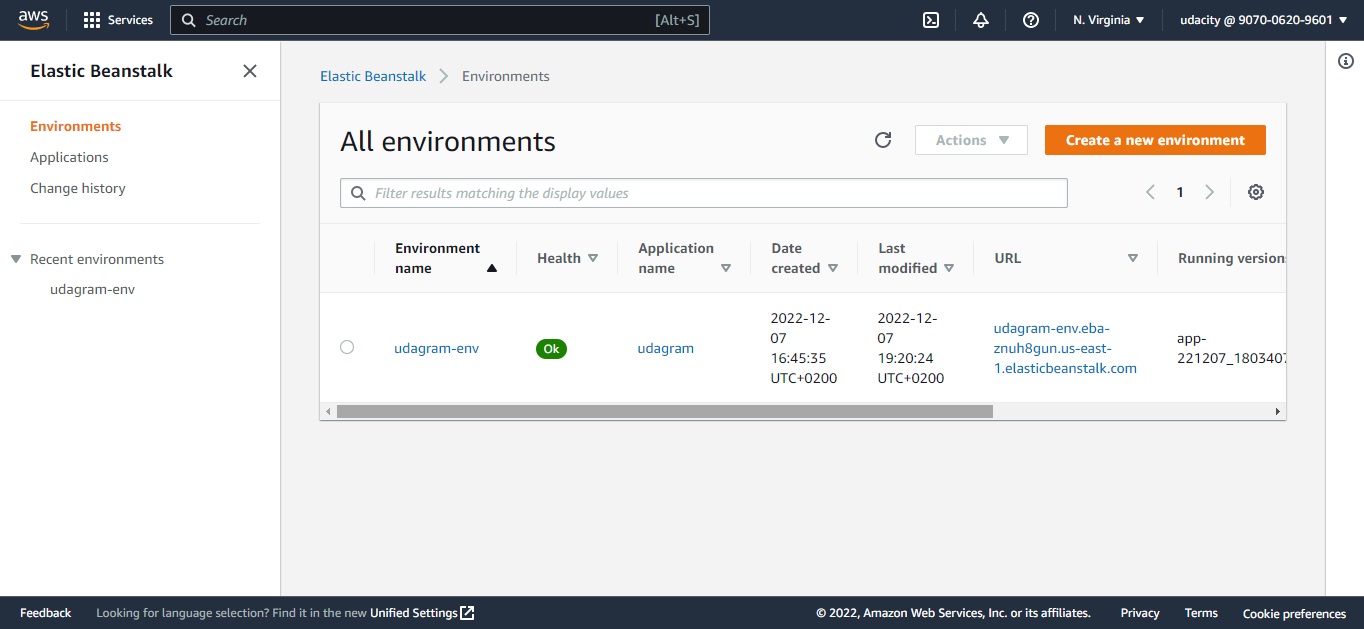 aws
Services
Search
[Alt+S]
N. Virginia
udacity @ 9070-0620-9601
Elastic Beanstalk
Environments
Applications
Change history
Recent environments
udagram-env
Elastic Beanstalk
Environments
All environments
Actions
Create a new environment
Filter results matching the display values
1
Environment
name
Health
Application
name
Date
created
Last
modified
URL
Running version
udagram-env
Ok
udagram
2022-12-
07
16:45:35
UTC+0200
2022-12-
07
19:20:24
UTC+0200
udagram-env.eba-
znuh8gun.us-east-
1.elasticbeanstalk.com
app-
221207_1803407
Feedback
Looking for language selection? Find it in the new Unified Settings
© 2022, Amazon Web Services, Inc. or its affiliates.
Privacy
Terms
Cookie preferences